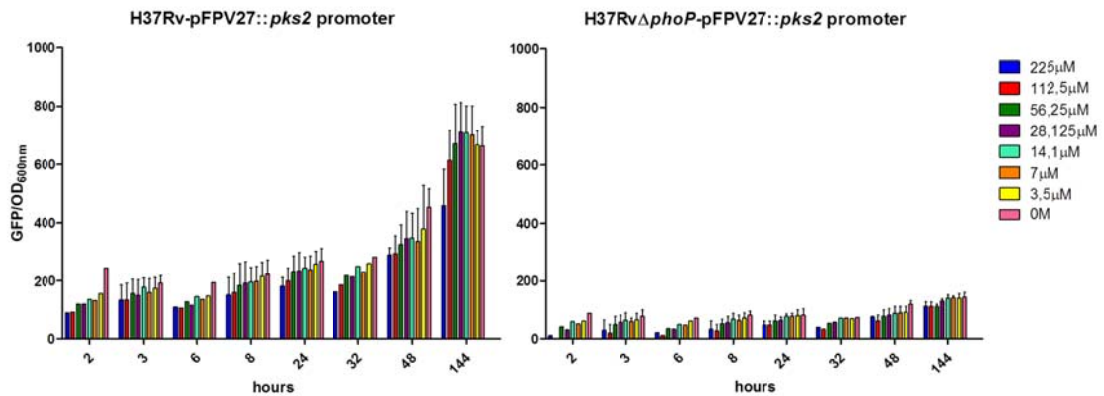 H37Rv-pFPV27::pks2 promoter
1000
800
600
400
200
0
GFP/OD600nm
2
3
6
8
24
32
48
144
hours
H37RvΔphoP-pFPV27::pks2 promoter
1000
800
600
400
200
0
2
3
6
8
24
32
48
144
hours
225µM
112,5µM
56,25µM
28,125µM
14,1µM
7µM
3,5µM
0M